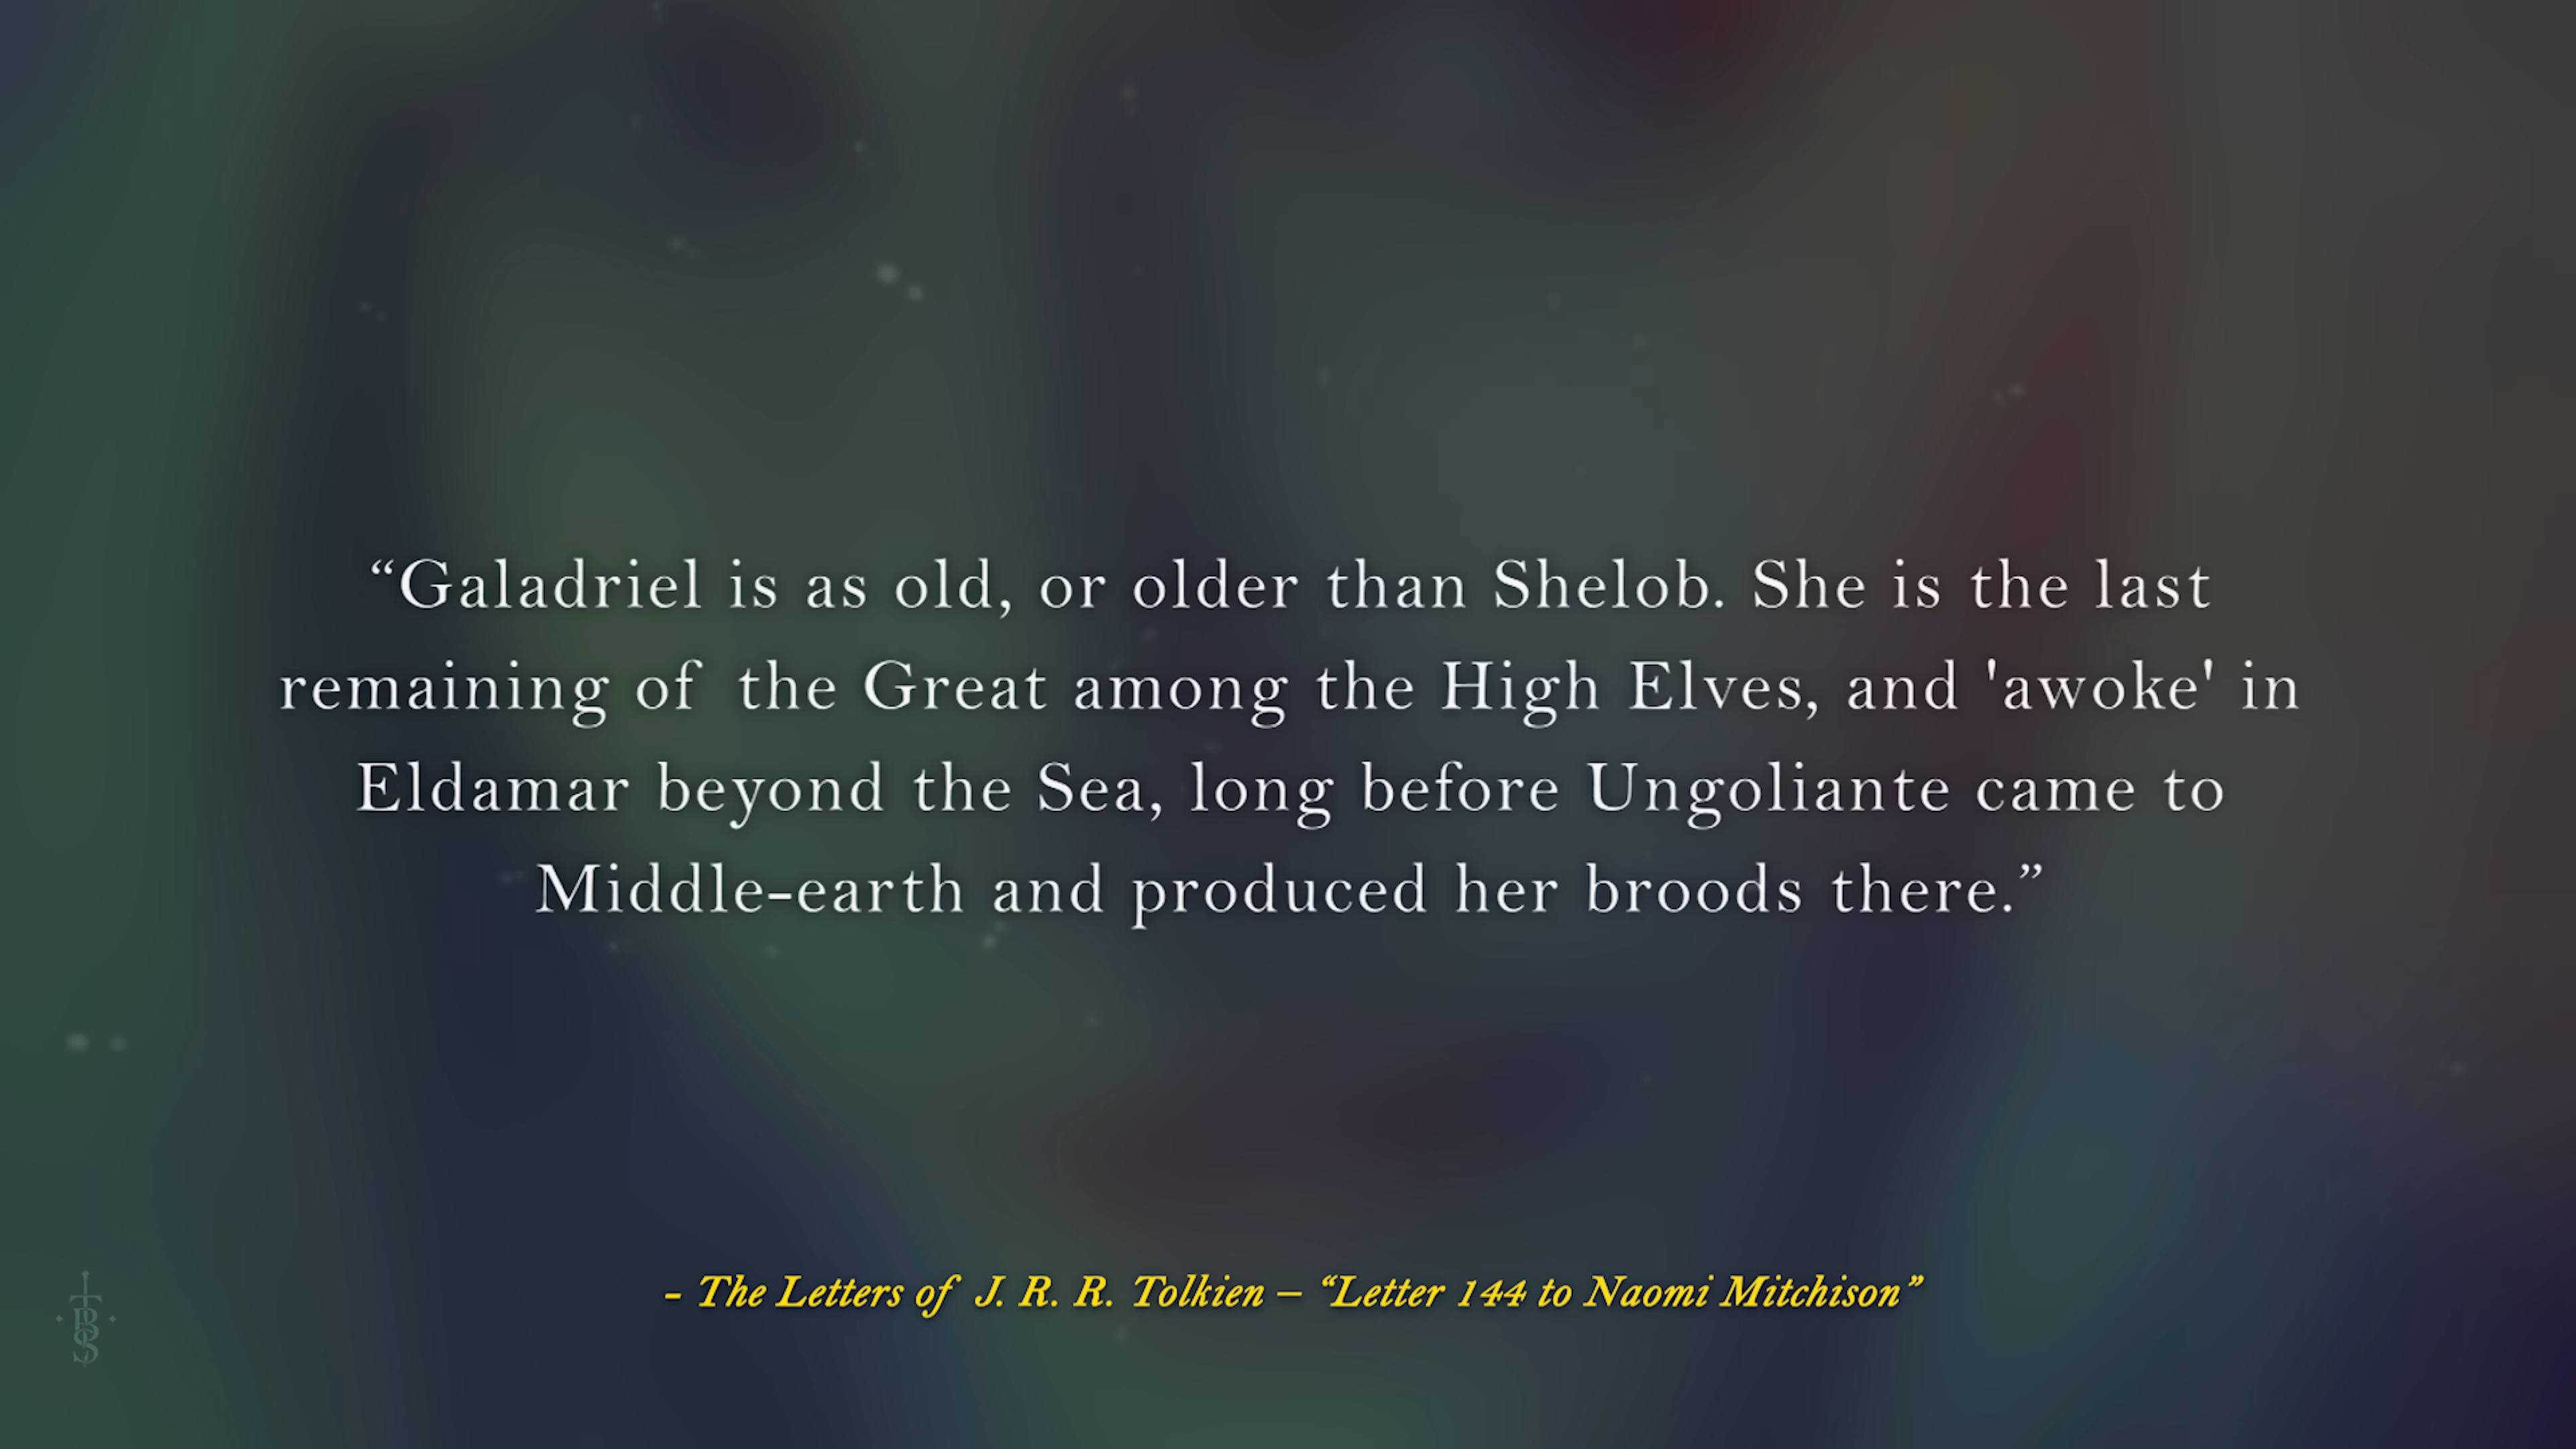 “Galadriel is as old, or older than Shelob. She is the last
remaining of the Great among the High Elves, and 'awoke' in
Eldamar beyond the Sea, long before Ungoliante came to
Middle-earth and produced her broods there.”
- The Letters of J. R. R. Tolkien – “Letter 144 to Naomi Mitchison”